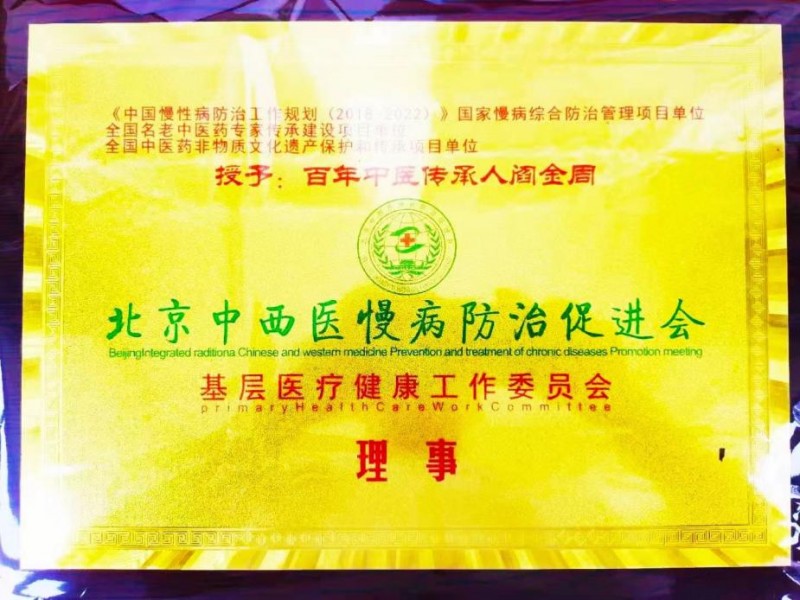 《中国慢性病防治工作规划(2018-2022)》国家慢病综合防治管理项目单位
全国名老中医药专家传承建设项目单位
全国中医药非物质文化遗产保护和传承项目单位
授予：百年中医传承人阎金周
北京中西医慢病防治促进会
BeijingIntegrated raditiona Chinese and western medicine Prevention and treatment of chronic diseases Promotion meeting
基层医疗健康工作委员会
primaryHealthCareWorkCommittee
理事